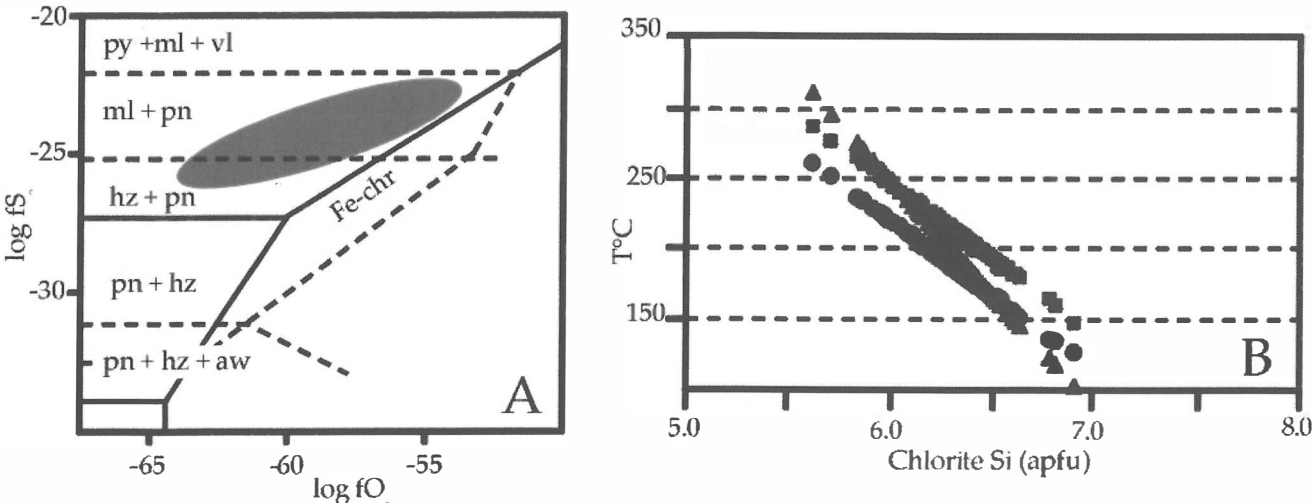 -20
py +ml + vl
ml + pn
-25
hz + pn
Fe-chr
log fS
pn + hz
-30
pn + hz + aw
A
-65
-60
-55
log fO
350
250
150
T°C
B
5.0
6.0
7.0
8.0
Chlorite Si (apfu)